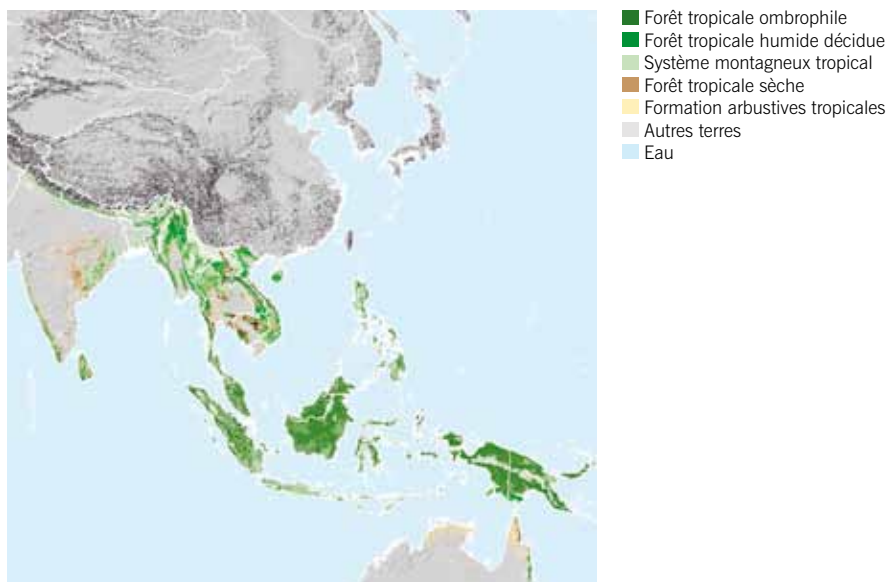 Forêt tropicale ombrophile
Forêt tropicale humide décidue
Système montagneux tropical
Forêt tropicale sèche
Formation arbustives tropicales
Autres terres
Eau